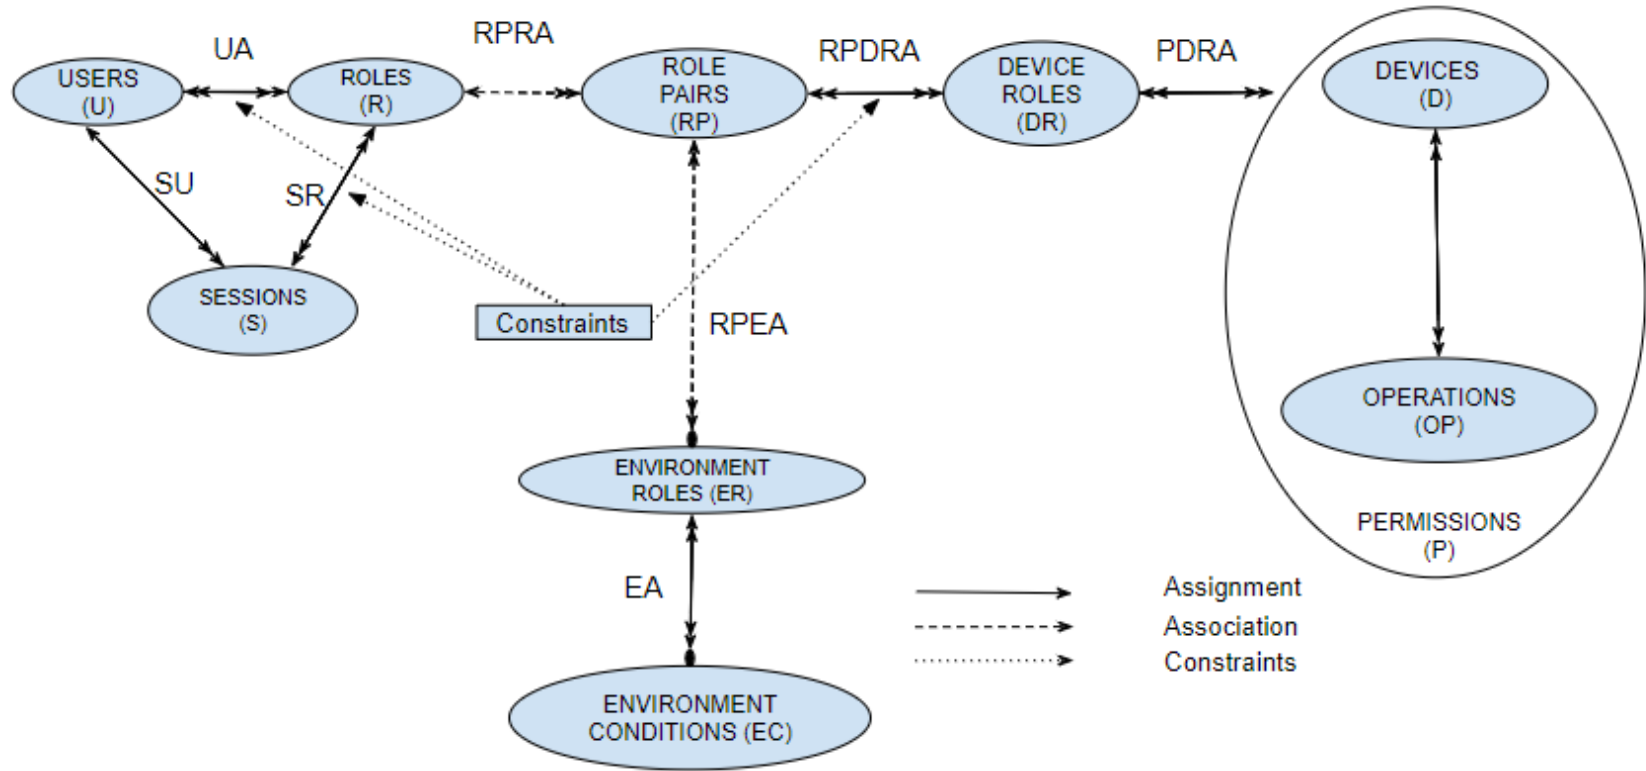 UA
RPRA
RPDRA
PDRA
USERS
(U)
ROLES
(R)
ROLE
PAIRS
(RP)
DEVICE
ROLES
(DR)
DEVICES
(D)
SU
SR
SESSIONS
(S)
Constraints
RPEA
OPERATIONS
(OP)
ENVIRONMENT
ROLES (ER)
PERMISSIONS
(P)
EA
Assignment
Association
Constraints
ENVIRONMENT
CONDITIONS (EC)